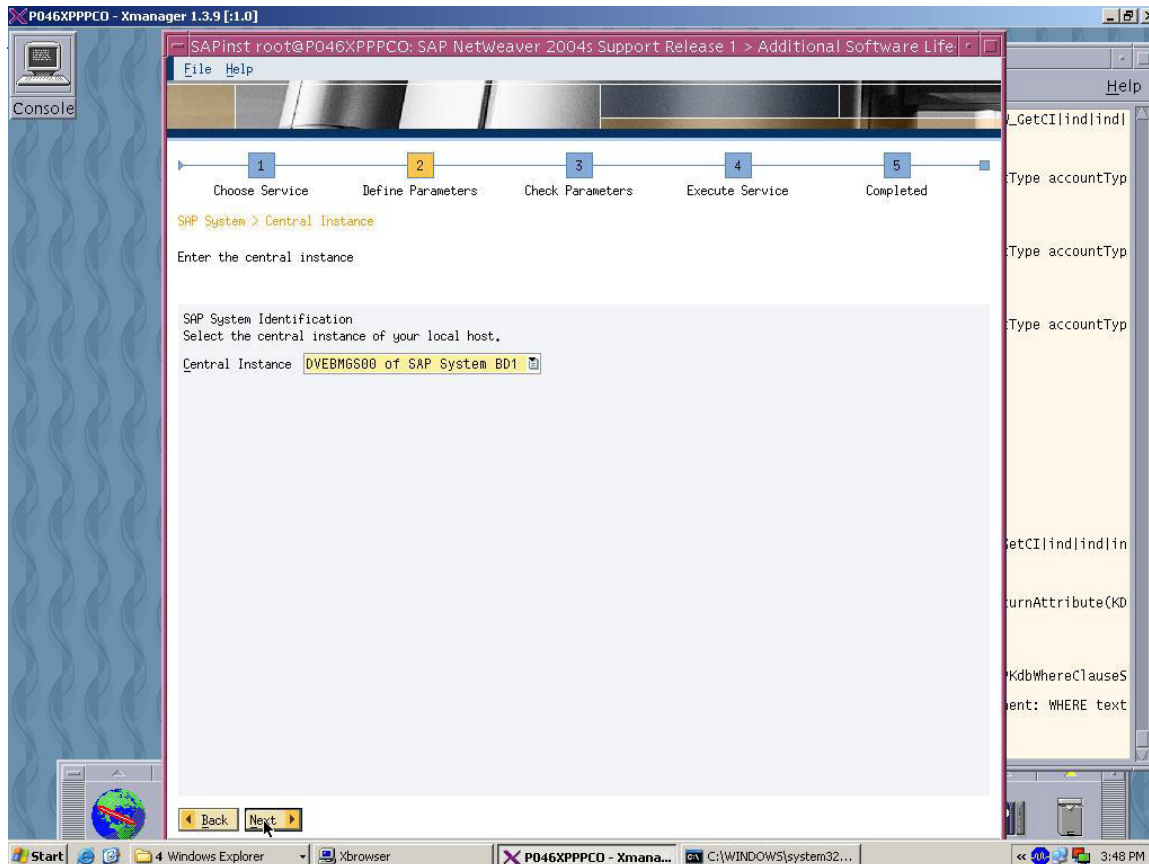 P046XPPPCO - Xmanager 1.3.9 [:1.0]
Console
SAPinst root@P046XPPPCO: SAP NetWeaver 2004s Support Release 1 > Additional Software Life
File Help
Help
1 2 3 4 5
Choose Service Define Parameters Check Parameters Execute Service Completed
SAP System > Central Instance
Enter the central instance
SAP System Identification
Select the central instance of your local host.
Central Instance DVEBMGS00 of SAP System BD1
_GetCI|ind|ind|
Type accountTyp
Type accountTyp
Type accountTyp
GetCI|ind|ind|in
urnAttribute(KD
KdbWhereClauseS
ent: WHERE text
Back Next
Start 4 Windows Explorer Xbrowser P046XPPPCO - Xmana... C:\WINDOWS\system32... « 3:48 PM